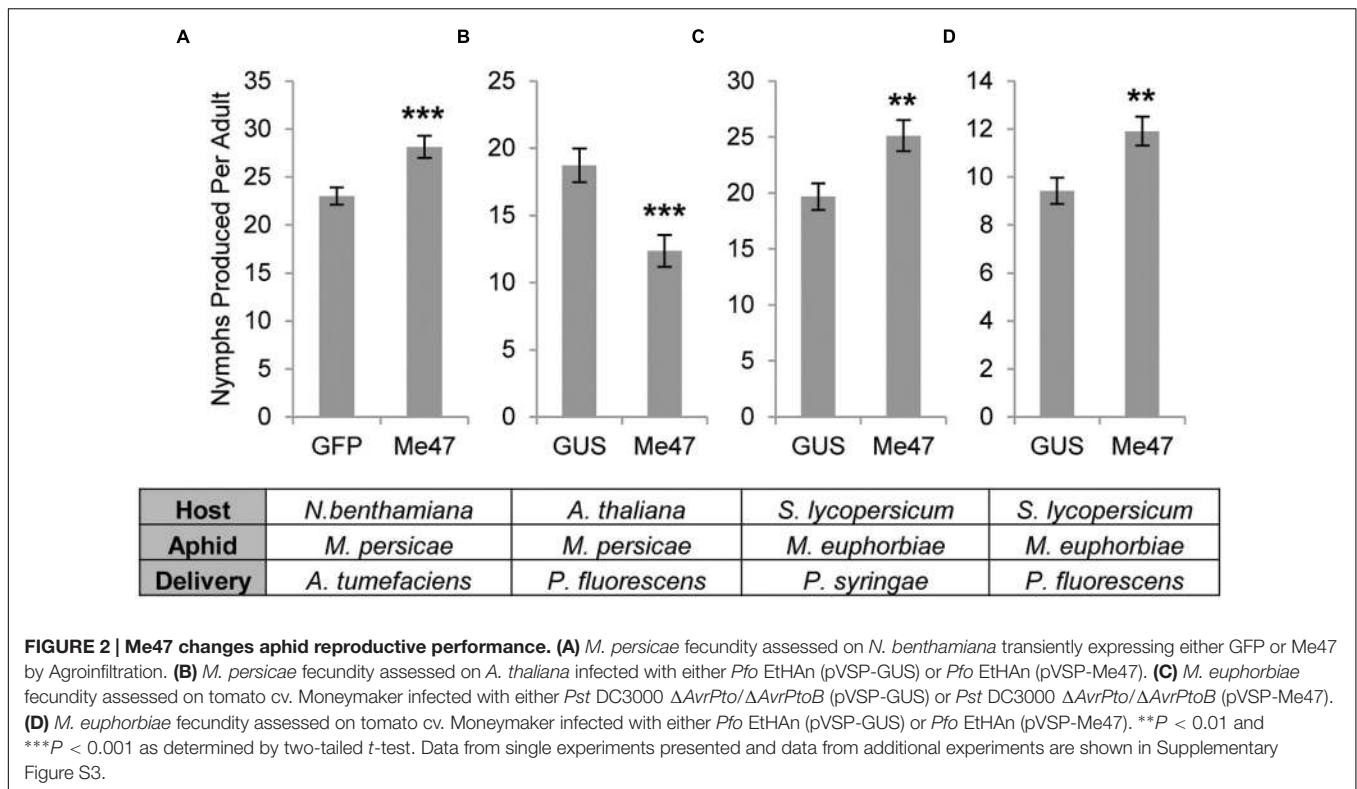 A
B
C
D
Nymphs Produced Per Adult
35
30
25
20
15
10
5
0
***
GFP Me47
25
20
15
10
5
0
***
GUS Me47
30
25
20
15
10
5
0
**
GUS Me47
14
12
10
8
6
4
2
0
**
GUS Me47
Host N.benthamiana A. thaliana S. lycopersicum S. lycopersicum
Aphid M. persicae M. persicae M. euphorbiae M. euphorbiae
Delivery A. tumefaciens P. fluorescens P. syringae P. fluorescens
FIGURE 2 | Me47 changes aphid reproductive performance. (A) M. persicae fecundity assessed on N. benthamiana transiently expressing either GFP or Me47
by Agroinfiltration. (B) M. persicae fecundity assessed on A. thaliana infected with either Pfo EtHAn (pVSP-GUS) or Pfo EtHAn (pVSP-Me47). (C) M. euphorbiae
fecundity assessed on tomato cv. Moneymaker infected with either Pst DC3000 ΔAvrPto/ΔAvrPtoB (pVSP-GUS) or Pst DC3000 ΔAvrPto/ΔAvrPtoB (pVSP-Me47).
(D) M. euphorbiae fecundity assessed on tomato cv. Moneymaker infected with either Pfo EtHAn (pVSP-GUS) or Pfo EtHAn (pVSP-Me47). **P < 0.01 and
***P < 0.001 as determined by two-tailed t-test. Data from single experiments presented and data from additional experiments are shown in Supplementary
Figure S3.